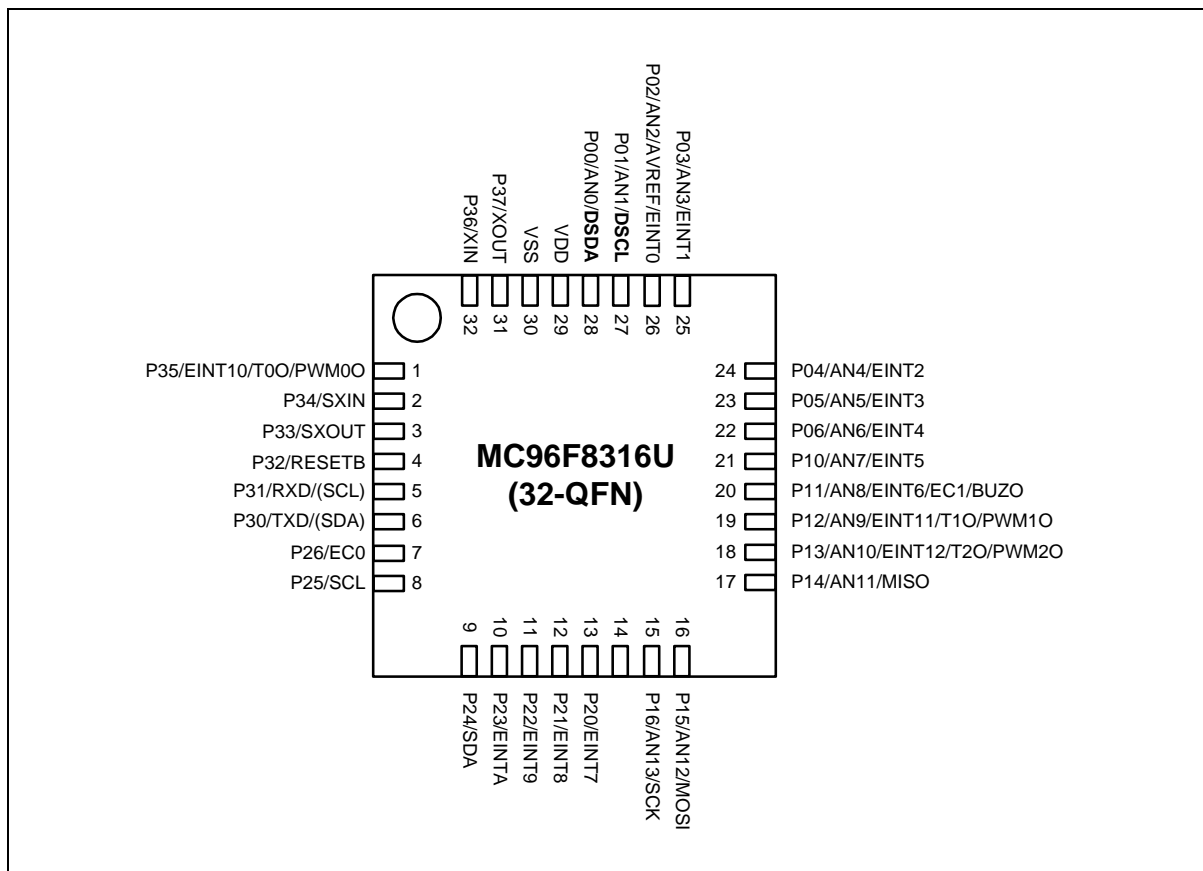 P36/XIN
P37/XOUT
VSS
VDD
P00/AN0/DSDA
P01/AN1/DSCL
P02/AN2/AVREF/EINT0
P03/AN3/EINT1
32
31
30
29
28
27
26
25
P35/EINT10/T0O/PWM0O
1
P34/SXIN
2
P33/SXOUT
3
P32/RESETB
4
P31/RXD/(SCL)
5
P30/TXD/(SDA)
6
P26/EC0
7
P25/SCL
8
MC96F8316U
(32-QFN)
24
P04/AN4/EINT2
23
P05/AN5/EINT3
22
P06/AN6/EINT4
21
P10/AN7/EINT5
20
P11/AN8/EINT6/EC1/BUZO
19
P12/AN9/EINT11/T1O/PWM1O
18
P13/AN10/EINT12/T2O/PWM2O
17
P14/AN11/MISO
9
10
11
12
13
14
15
16
P24/SDA
P23/EINTA
P22/EINT9
P21/EINT8
P20/EINT7
P16/AN13/SCK
P15/AN12/MOSI